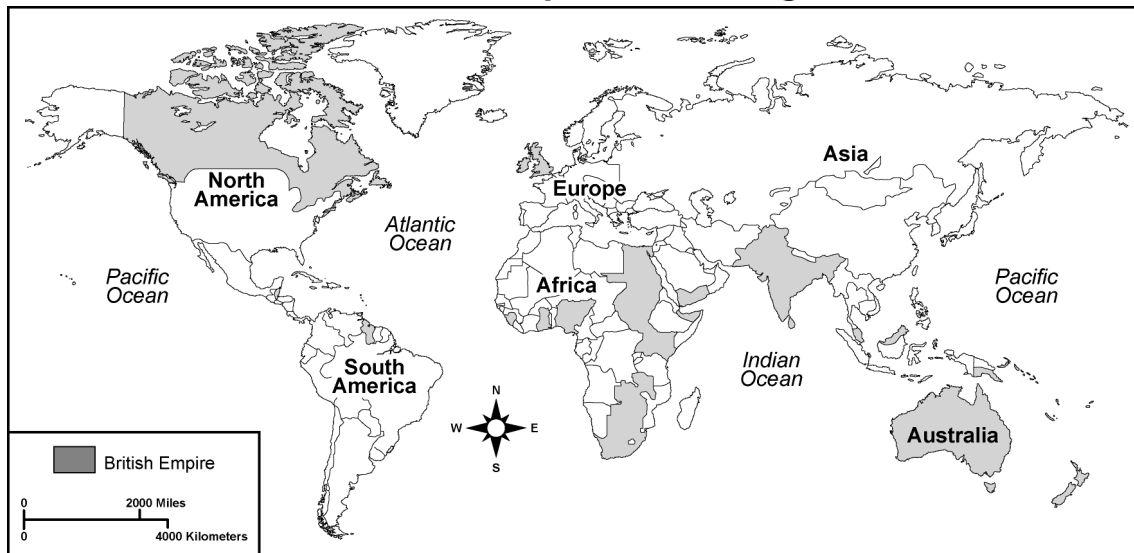 North
America
Atlantic
Ocean
Pacific
Ocean
Europe
Asia
Africa
Pacific
Ocean
Indian
Ocean
South
America
Australia
N
W
E
S
British Empire
0
2000 Miles
0
4000 Kilometers